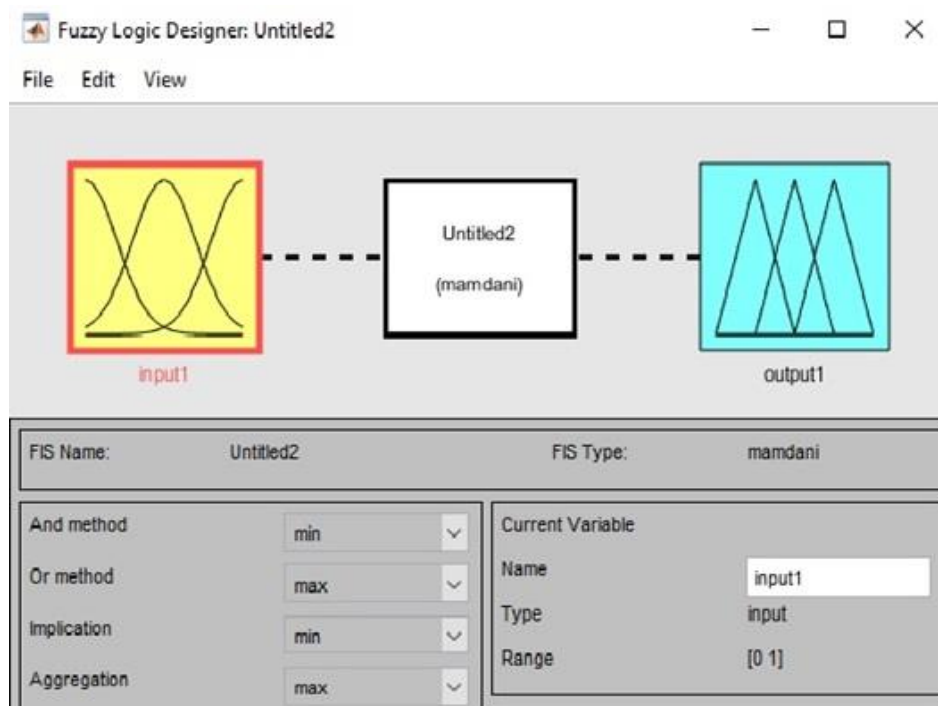 Fuzzy Logic Designer: Untitled2
File Edit View
Untitled2
(mamdani)
input1
output1
FIS Name: Untitled2 FIS Type: mamdani
And method min
Or method max
Implication min
Aggregation max
Current Variable
Name input1
Type input
Range [0 1]